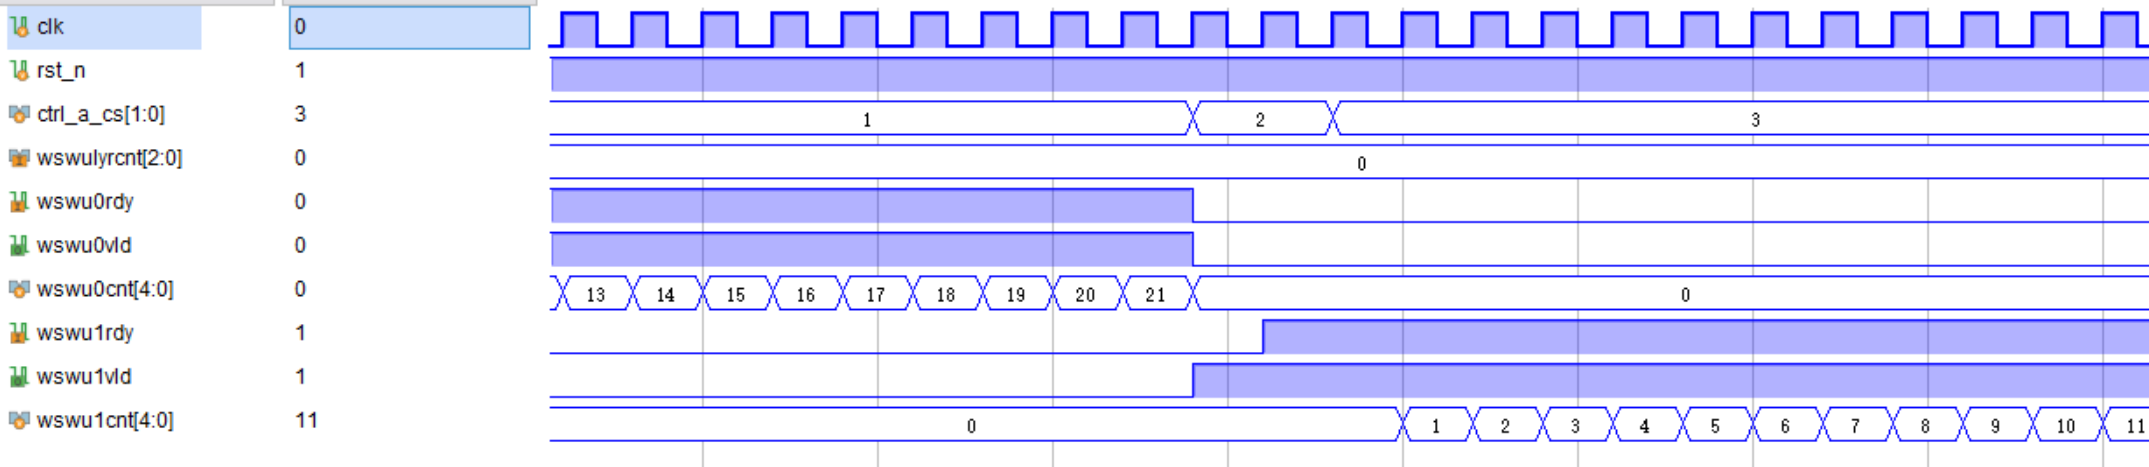 clk 0
rst_n 1
ctrl_a_cs[1:0] 3 1 2 3
wswulyrcnt[2:0] 0 0
wswu0rdy 0
wswu0vld 0
wswu0cnt[4:0] 0 13 14 15 16 17 18 19 20 21 0
wswu1rdy 1
wswu1vld 1
wswu1cnt[4:0] 11 0 1 2 3 4 5 6 7 8 9 10 11